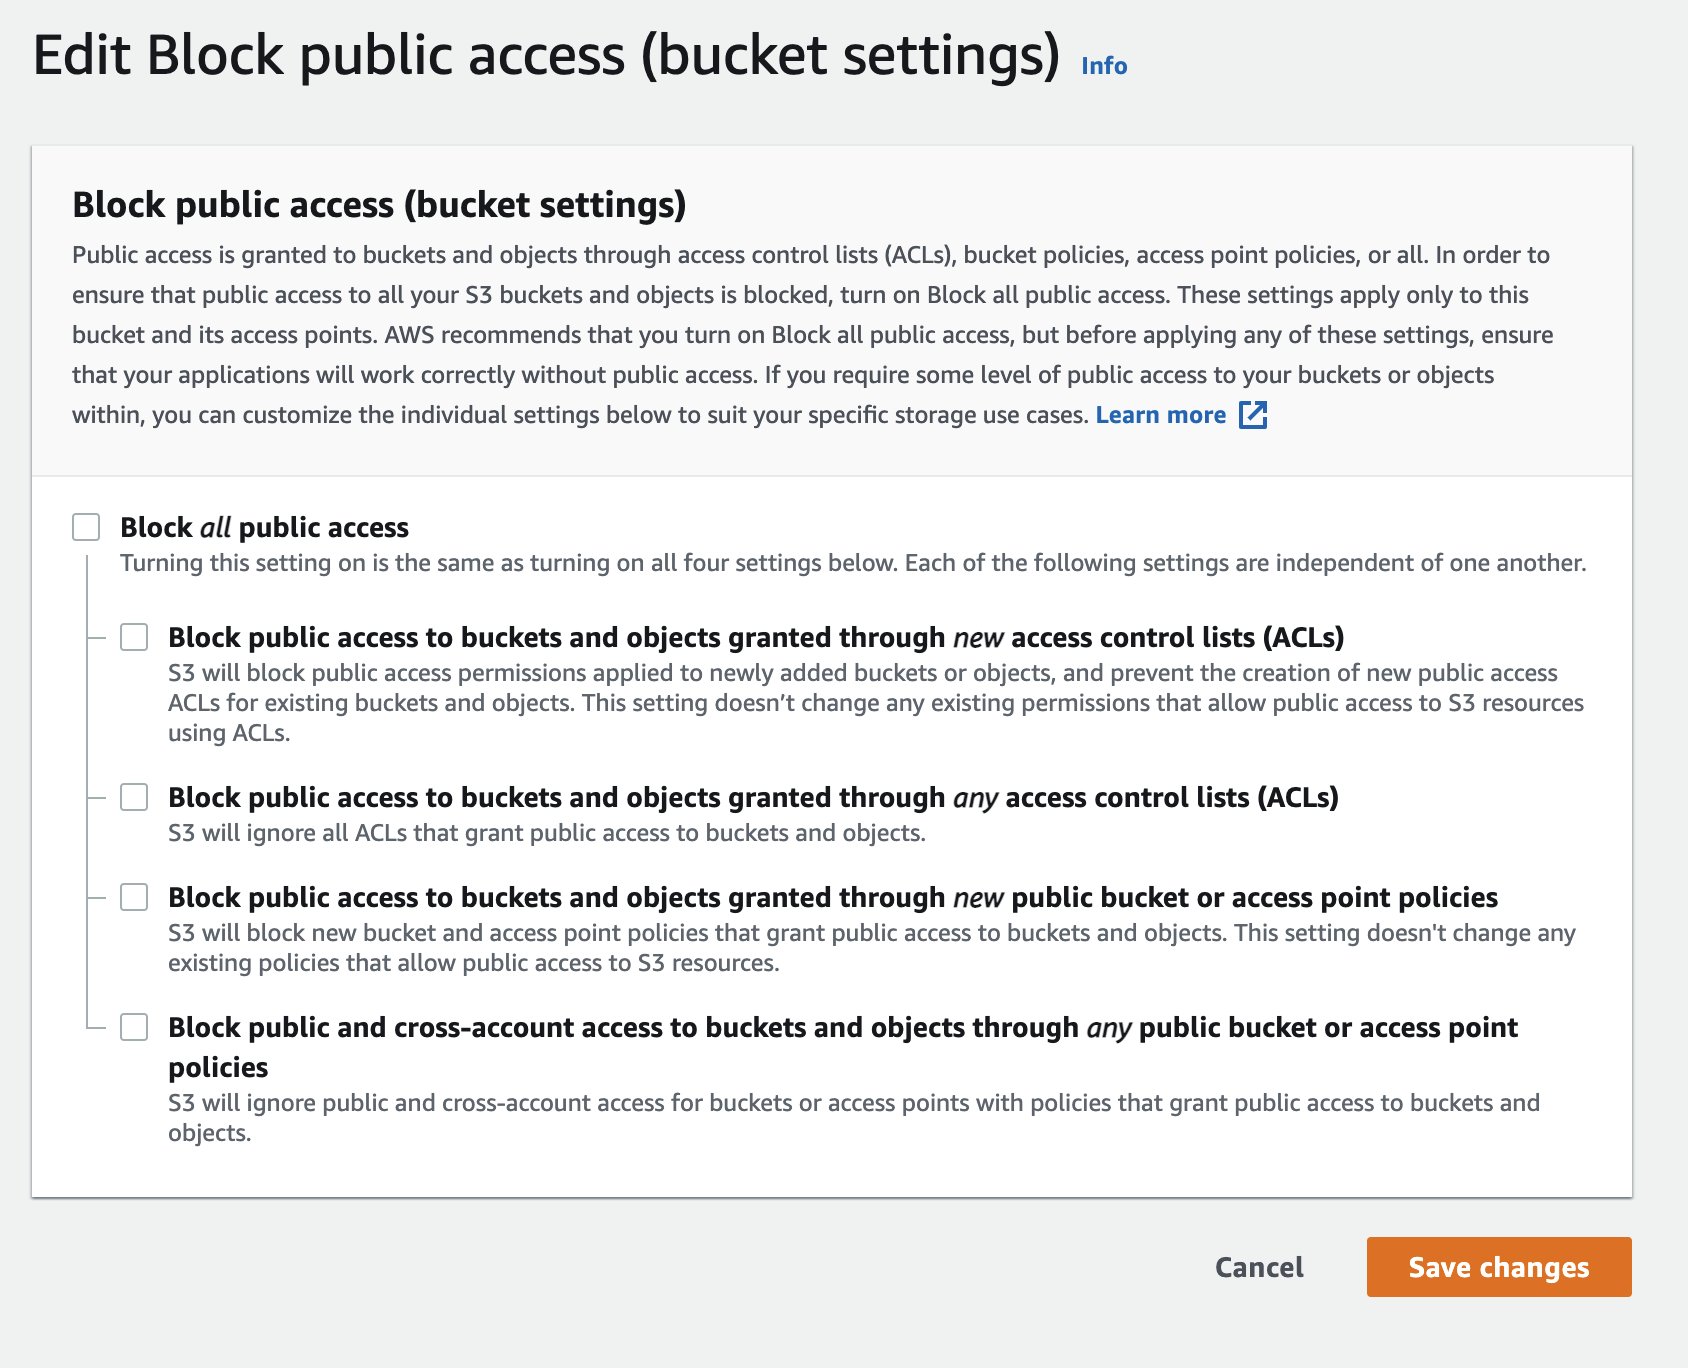 Edit Block public access (bucket settings) Info
Block public access (bucket settings)
Public access is granted to buckets and objects through access control lists (ACLs), bucket policies, access point policies, or all. In order to
ensure that public access to all your S3 buckets and objects is blocked, turn on Block all public access. These settings apply only to this
bucket and its access points. AWS recommends that you turn on Block all public access, but before applying any of these settings, ensure
that your applications will work correctly without public access. If you require some level of public access to your buckets or objects
within, you can customize the individual settings below to suit your specific storage use cases. Learn more
Block all public access
Turning this setting on is the same as turning on all four settings below. Each of the following settings are independent of one another.
Block public access to buckets and objects granted through new access control lists (ACLs)
S3 will block public access permissions applied to newly added buckets or objects, and prevent the creation of new public access
ACLs for existing buckets and objects. This setting doesn’t change any existing permissions that allow public access to S3 resources
using ACLs.
Block public access to buckets and objects granted through any access control lists (ACLs)
S3 will ignore all ACLs that grant public access to buckets and objects.
Block public access to buckets and objects granted through new public bucket or access point policies
S3 will block new bucket and access point policies that grant public access to buckets and objects. This setting doesn't change any
existing policies that allow public access to S3 resources.
Block public and cross-account access to buckets and objects through any public bucket or access point
policies
S3 will ignore public and cross-account access for buckets or access points with policies that grant public access to buckets and
objects.
Cancel
Save changes